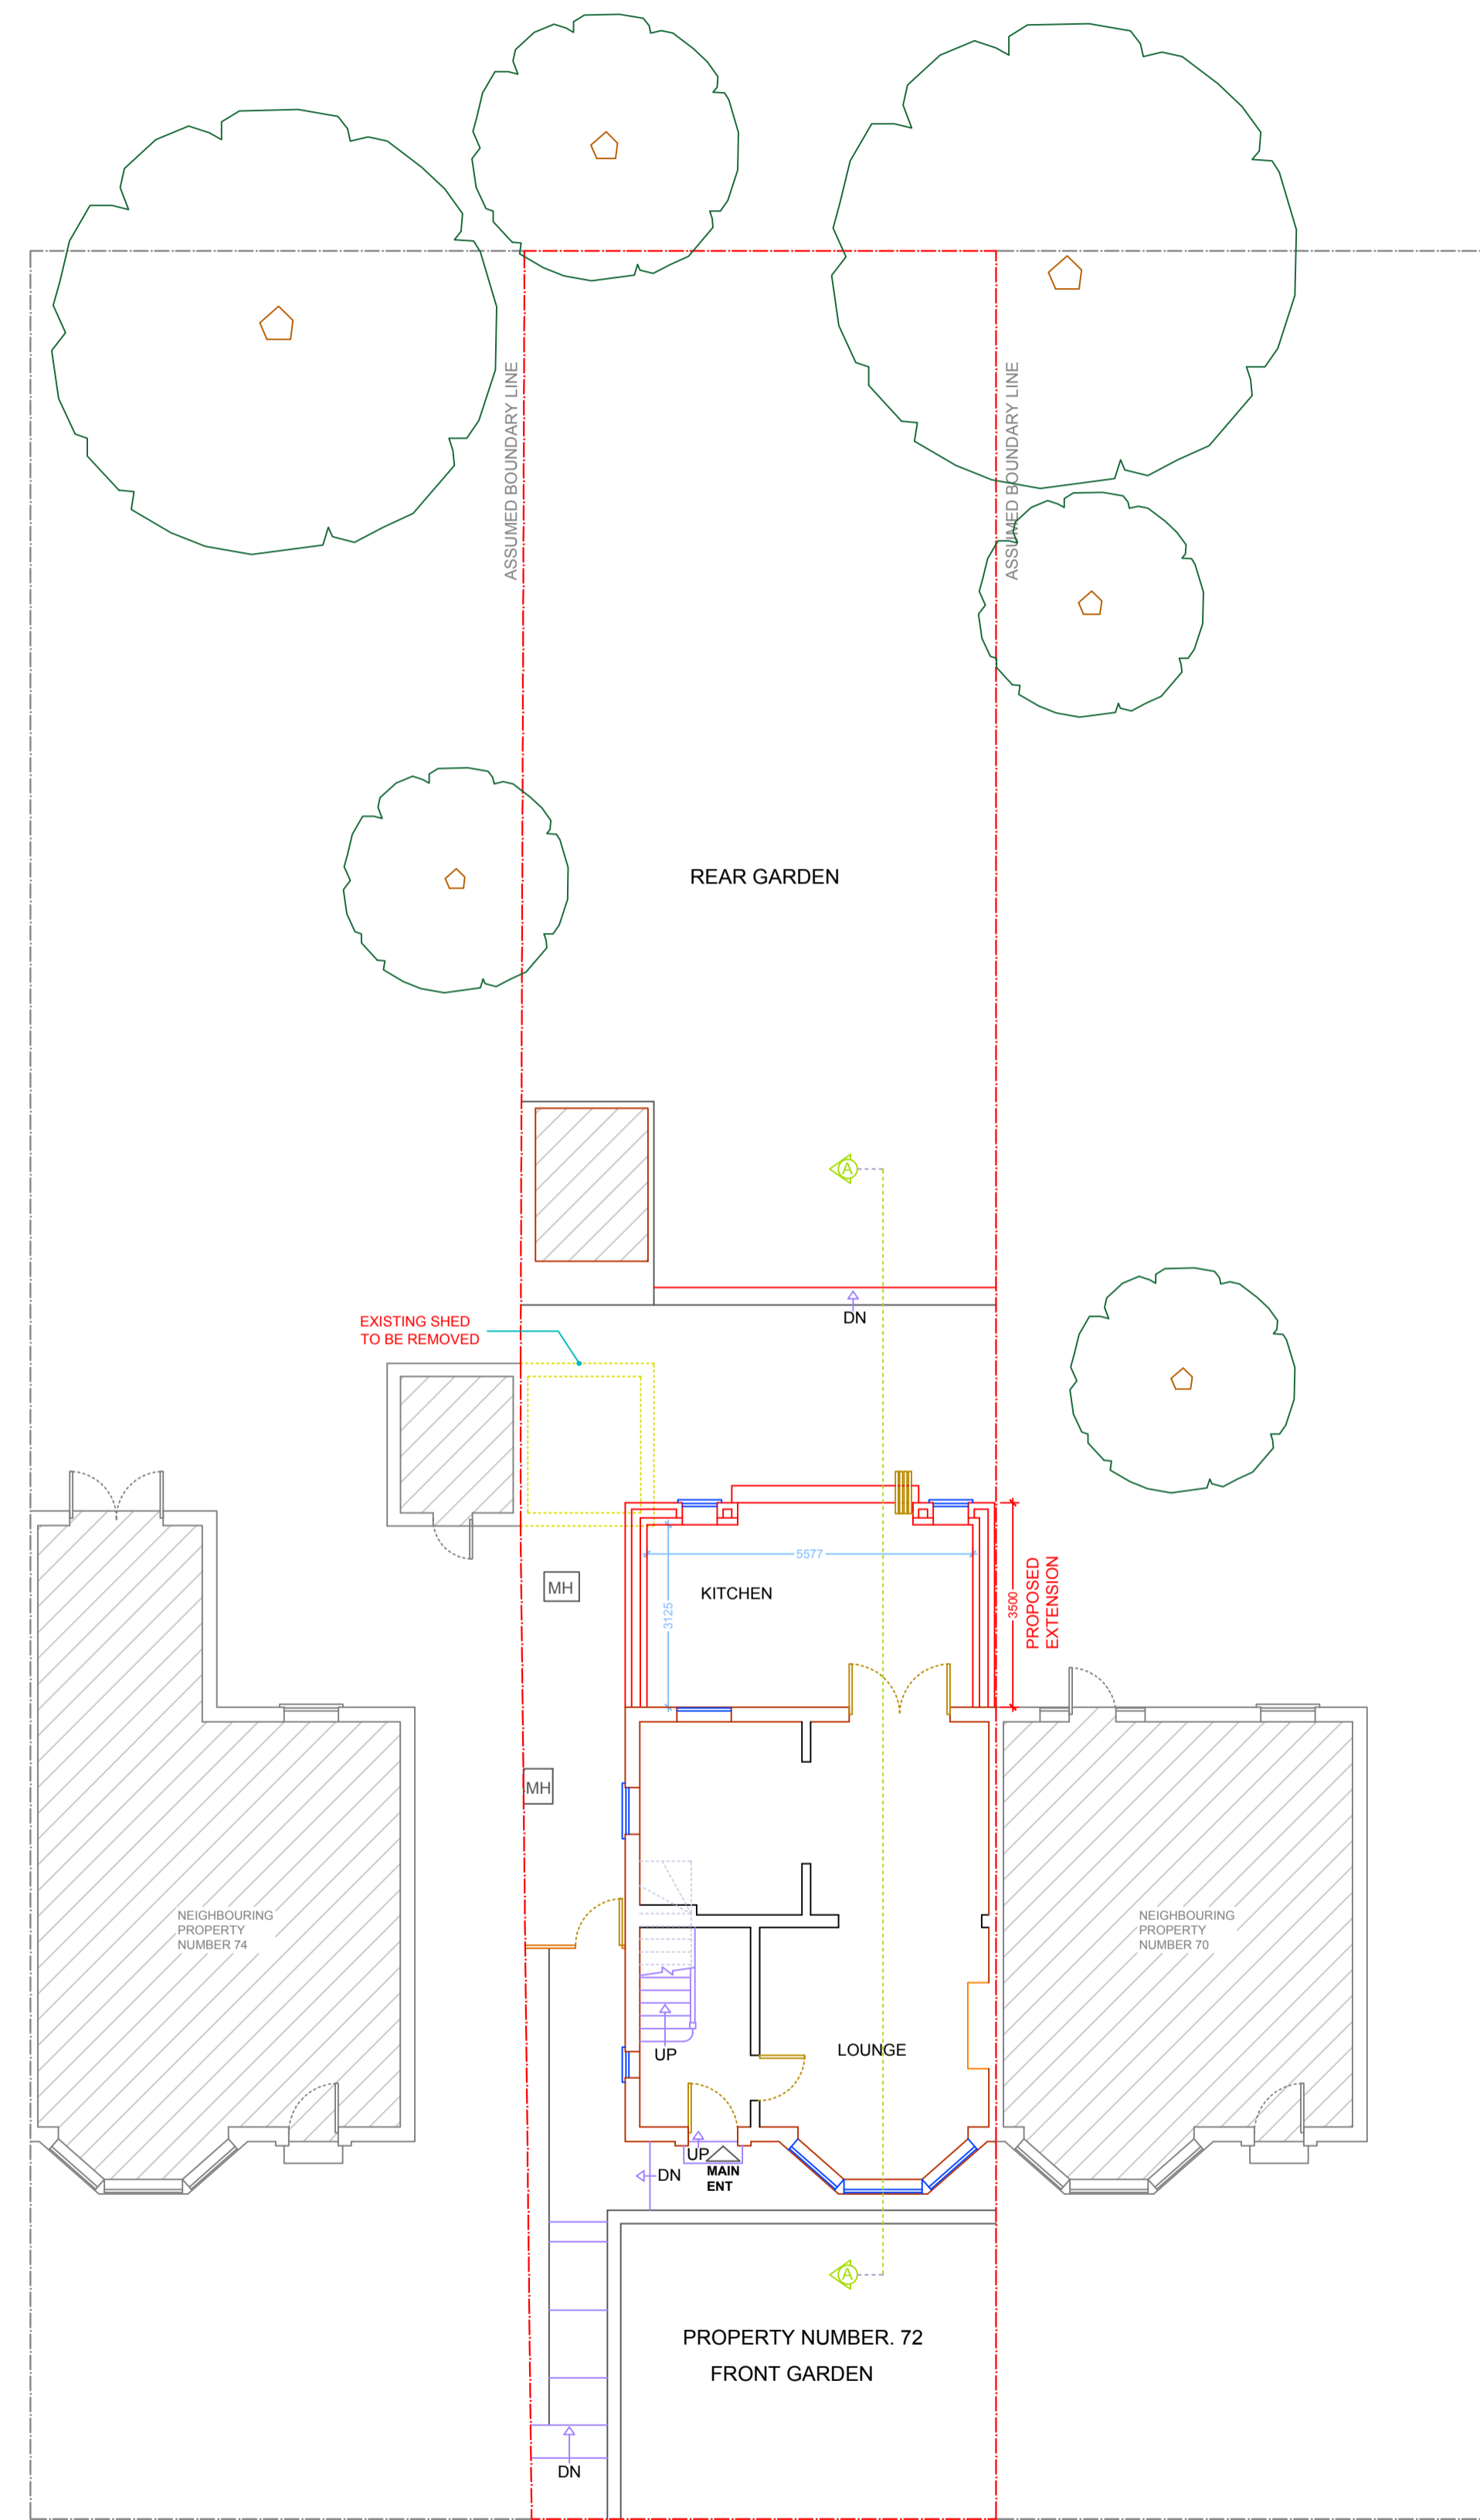 ASSUMED BOUNDARY LINE
ASSUMED BOUNDARY LINE
REAR GARDEN
A
DN
EXISTING SHED
TO BE REMOVED
5577
MH
KITCHEN
3125
3500
PROPOSED
EXTENSION
MH
NEIGHBOURING
PROPERTY
NUMBER 74
NEIGHBOURING
PROPERTY
NUMBER 70
LOUNGE
UP
UP
MAIN
ENT
DN
A
PROPERTY NUMBER. 72
FRONT GARDEN
DN